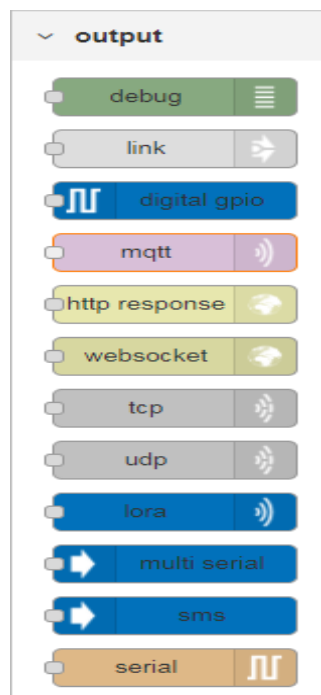 output
debug
link
digital gpio
mqtt
http response
websocket
tcp
udp
lora
multi serial
sms
serial